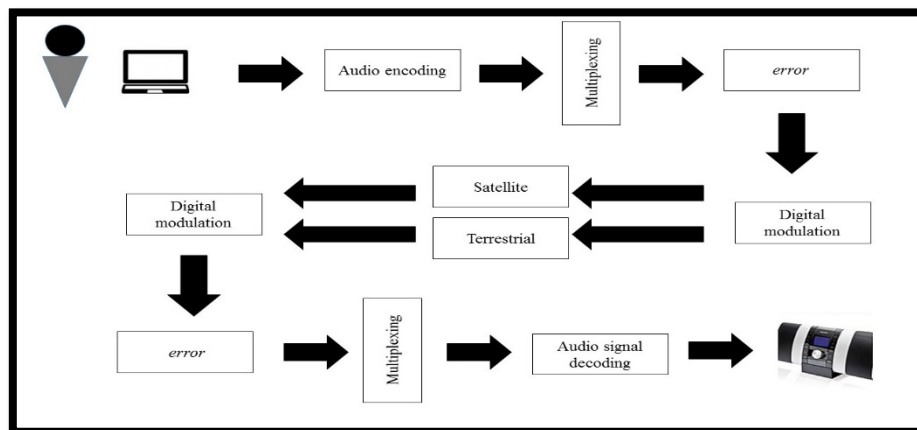 Audio encoding
Multiplexing
error
Satellite
Terrestrial
Digital
modulation
Digital
modulation
error
Multiplexing
Audio signal
decoding